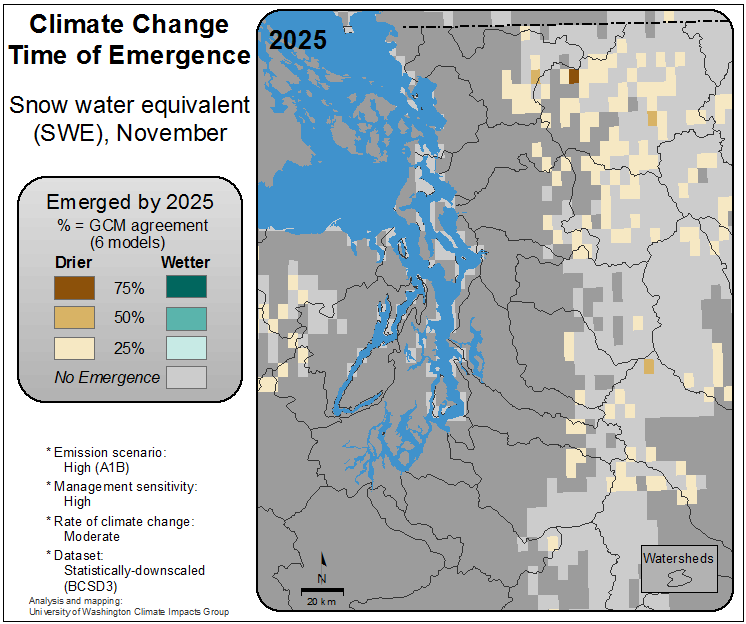 Climate Change
Time of Emergence
Snow water equivalent
(SWE), November
Emerged by 2025
% = GCM agreement
(6 models)
Drier
Wetter
75%
50%
25%
No Emergence
* Emission scenario:
High (A1B)
* Management sensitivity:
High
* Rate of climate change:
Moderate
* Dataset:
Statistically-downscaled
(BCSD3)
Analysis and mapping:
University of Washington Climate Impacts Group
2025
N
20 km
Watersheds